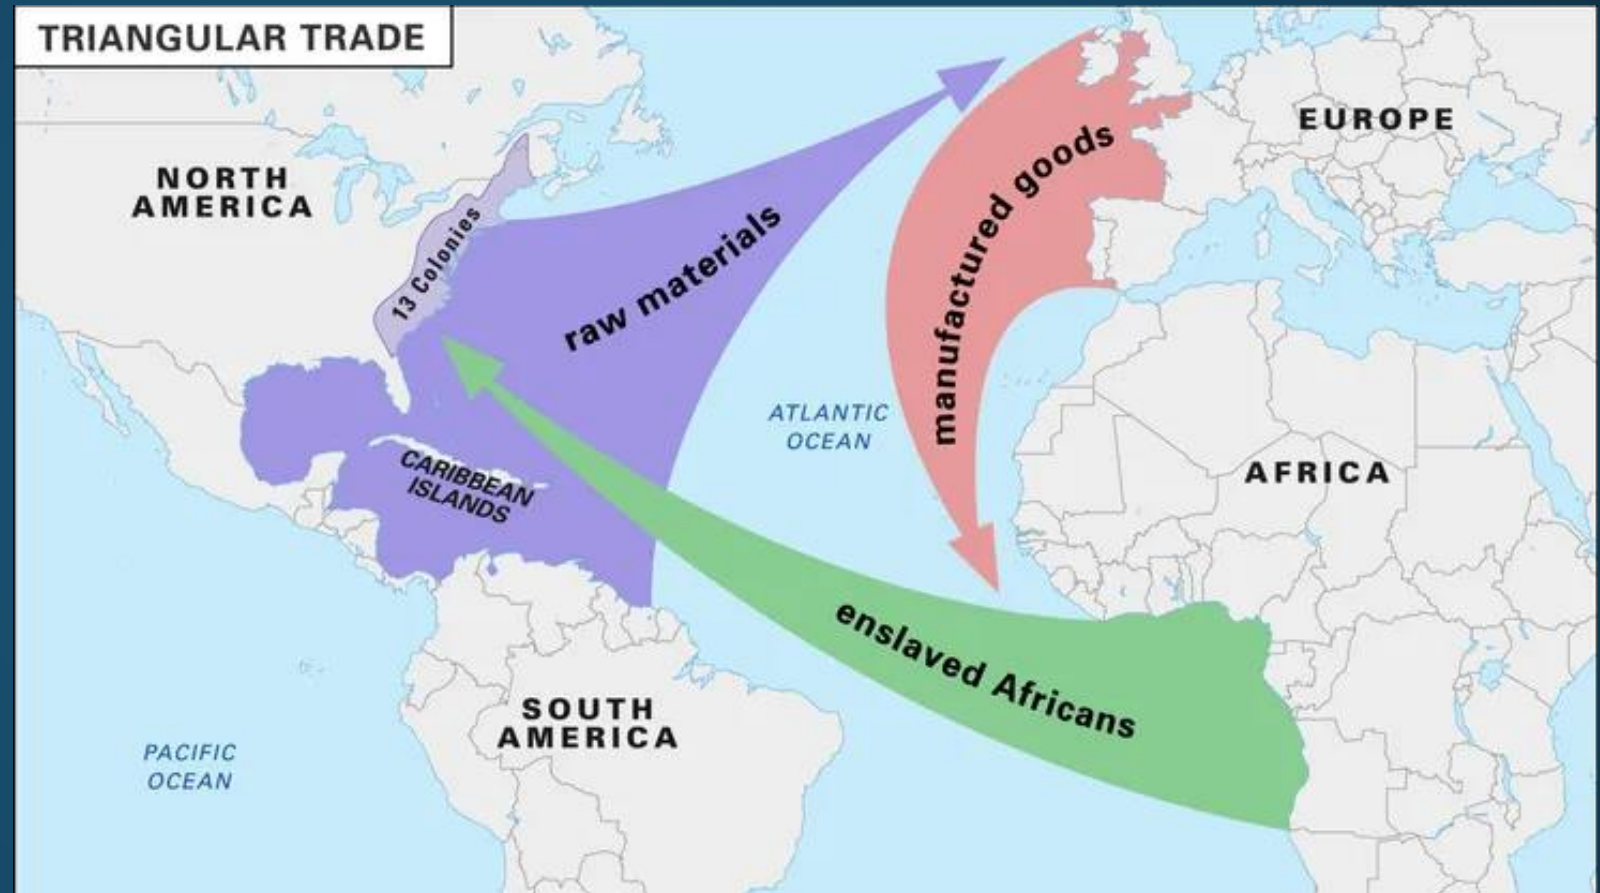 TRIANGULAR TRADE
NORTH
AMERICA
13 Colonies
raw materials
manufactured goods
EUROPE
ATLANTIC
OCEAN
AFRICA
CARIBBEAN
ISLANDS
enslaved Africans
SOUTH
AMERICA
PACIFIC
OCEAN